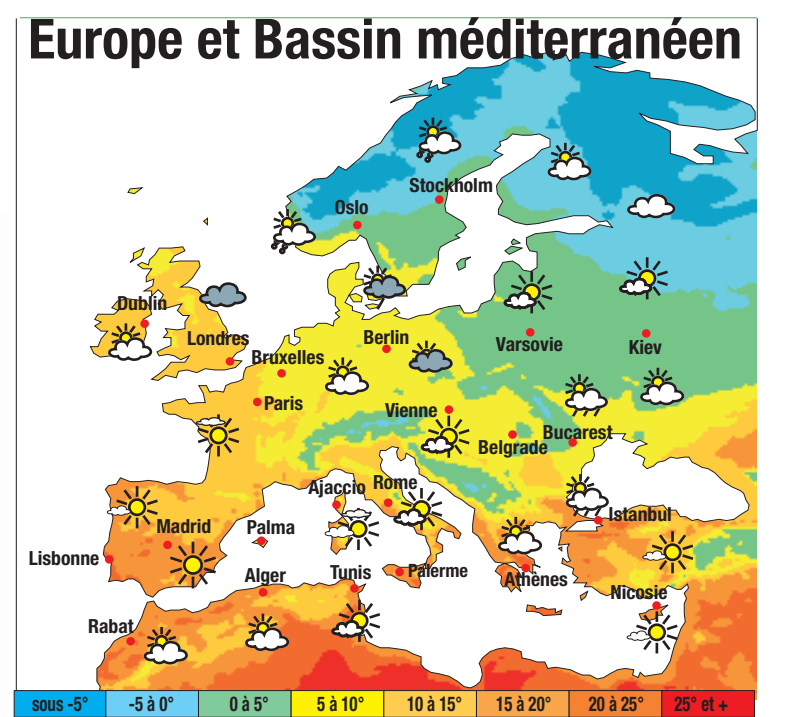 Europe et Bassin méditerranéen
Stockholm
Oslo
Dublin
Londres
Berlin
Varsovie
Kiev
Bruxelles
Paris
Vienne
Belgrade
Bucarest
Ajaccio
Rome
Madrid
Palma
Istanbul
Lisbonne
Alger
Tunis
Palerme
Athènes
Nicosie
Rabat
sous -5° -5 à 0° 0 à 5° 5 à 10° 10 à 15° 15 à 20° 20 à 25° 25° et +